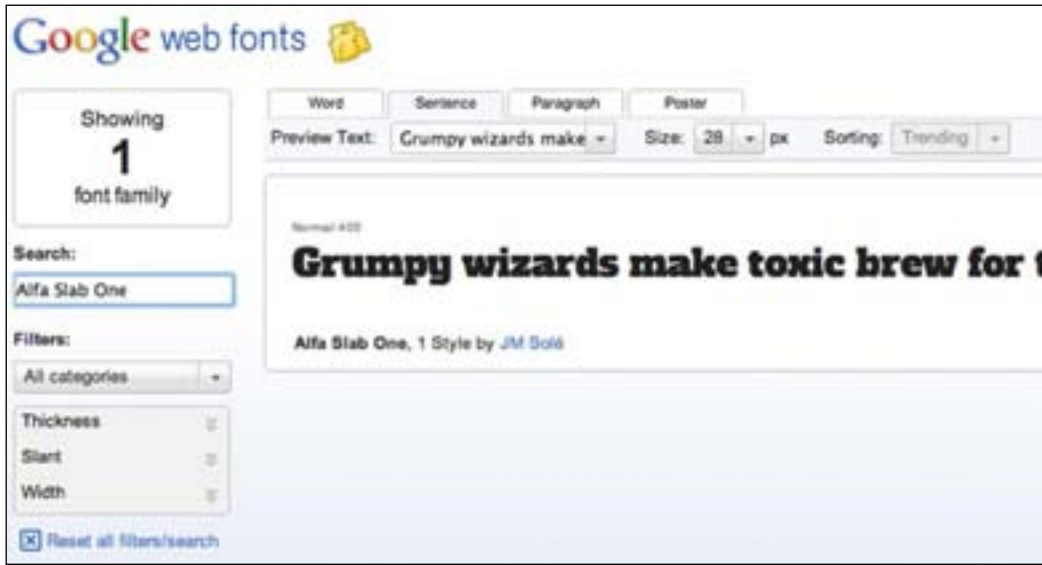 Google web fonts
Showing
1
font family
Search:
Alfa Slab One
Filters:
All categories
Thickness
Slant
Width
Reset all filters/search
Word Sentence Paragraph Poster
Preview Text: Grumpy wizards make Size: 28 px Sorting: Trending
Normal 400
Grumpy wizards make toxic brew for t
Alfa Slab One, 1 Style by JM Solé